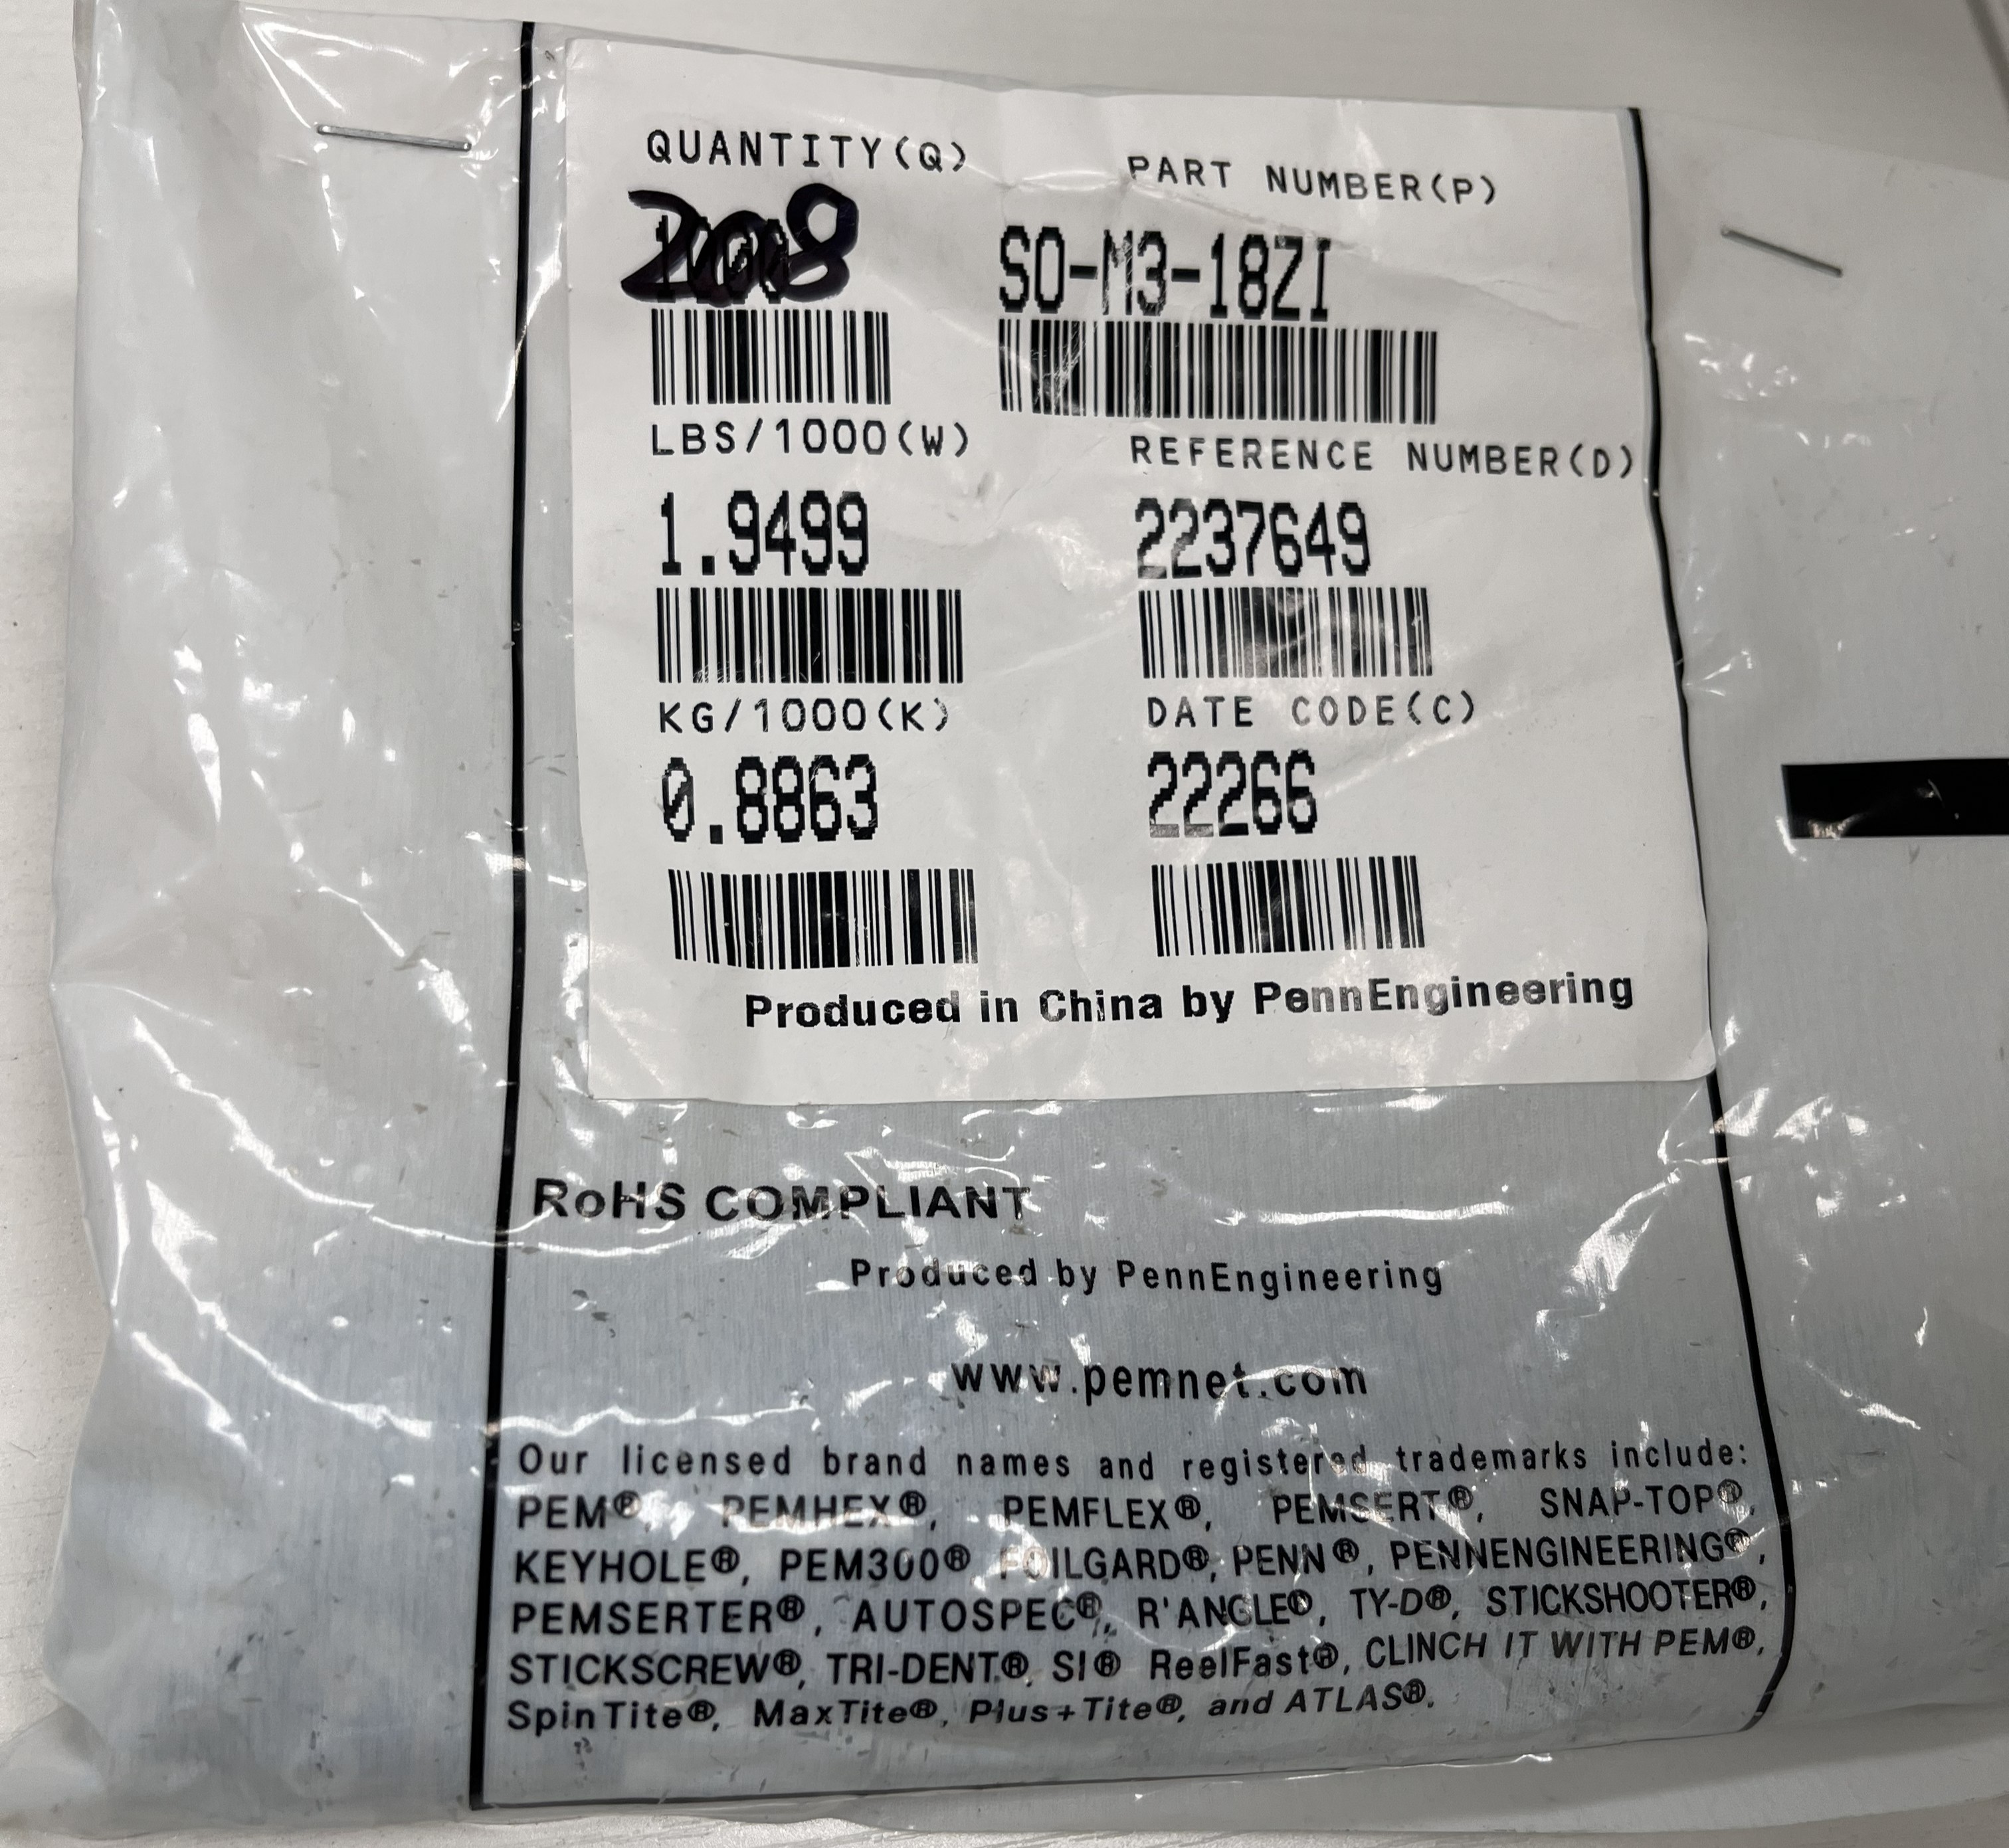 QUANTITY(Q)
PART NUMBER(P)
SO-M3-18ZI
LBS/1000(W)
REFERENCE NUMBER(D)
1.9499
2237649
KG/1000(K)
DATE CODE(C)
0.8863
22266
Produced in China by PennEngineering
RoHS COMPLIANT
Produced by PennEngineering
www.pemnet.com
Our licensed brand names and registered trademarks include:
PEM®, PEMHEX®, PEMFLEX®, PEMSERT®, SNAP-TOP®,
KEYHOLE®, PEM300®, FOILGARD®, PENN®, PENNENGINEERING®,
PEMSERTER®, AUTOSPEC®, R'ANGLE®, TY-D®, STICKSHOOTER®,
STICKSCREW®, TRI-DENT®, SI® ReelFast®, CLINCH IT WITH PEM®,
SpinTite®, MaxTite®, Plus+Tite®, and ATLAS®.